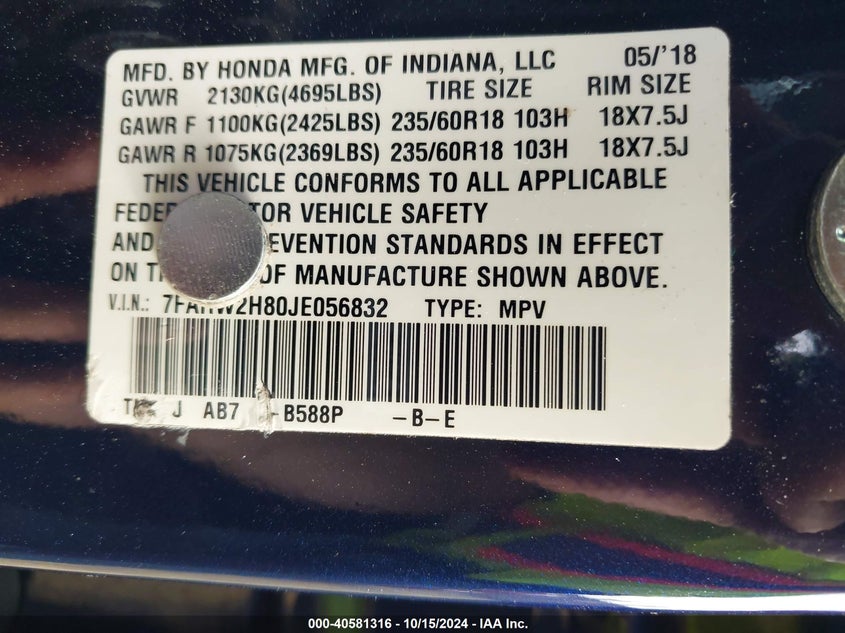 MFD. BY HONDA MFG. OF INDIANA, LLC 05/'18
GVWR 2130KG(4695LBS) TIRE SIZE RIM SIZE
GAWR F 1100KG(2425LBS) 235/60R18 103H 18X7.5J
GAWR R 1075KG(2369LBS) 235/60R18 103H 18X7.5J
THIS VEHICLE CONFORMS TO ALL APPLICABLE
FEDER TOR VEHICLE SAFETY
AND EVENTION STANDARDS IN EFFECT
ON T OF MANUFACTURE SHOWN ABOVE.
V.I.N.: TYPE: MPV
J AB7 -B588P -B-E
000-40581316 - 10/15/2024 - IAA Inc.